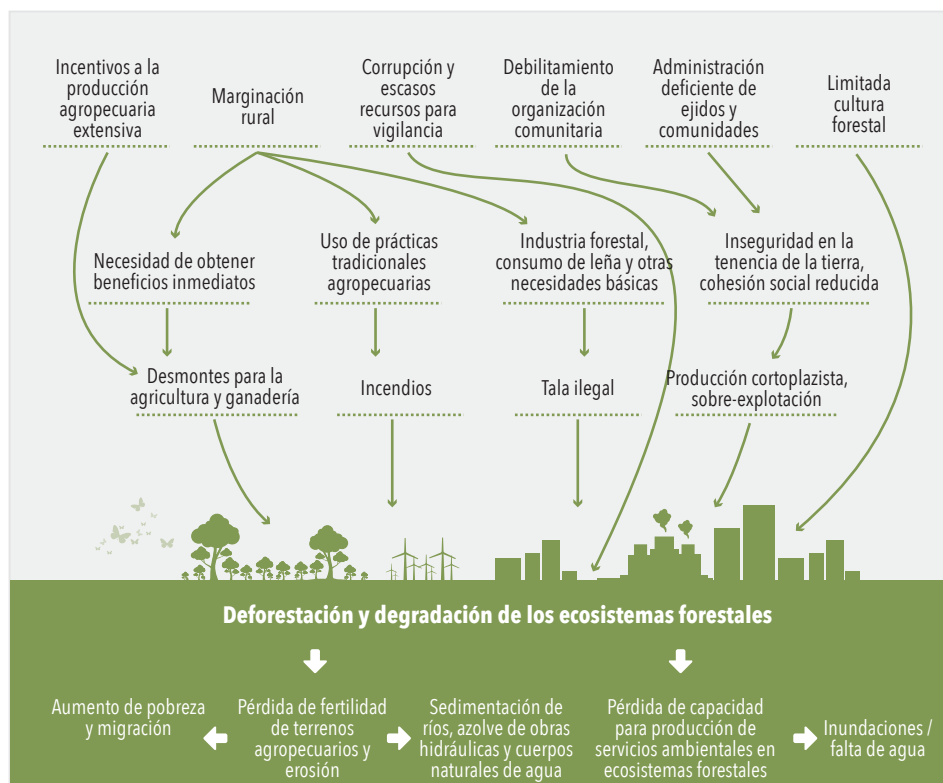 Incentivos a la
producción
agropecuaria
extensiva
Marginación
rural
Corrupción y
escasos
recursos para
vigilancia
Debilitamiento
de la
organización
comunitaria
Administración
deficiente de
ejidos y
comunidades
Limitada
cultura
forestal
Necesidad de obtener
beneficios inmediatos
Uso de prácticas
tradicionales
agropecuarias
Industria forestal,
consumo de leña y otras
necesidades básicas
Inseguridad en la
tenencia de la tierra,
cohesión social reducida
Desmontes para la
agricultura y ganadería
Incendios
Tala ilegal
Producción cortoplazista,
sobre-explotación
Deforestación y degradación de los ecosistemas forestales
Aumento de pobreza
y migración
Pérdida de fertilidad
de terrenos
agropecuarios y
erosión
Sedimentación de
ríos, azolve de obras
hidráulicas y cuerpos
naturales de agua
Pérdida de capacidad
para producción de
servicios ambientales en
ecosistemas forestales
Inundaciones /
falta de agua